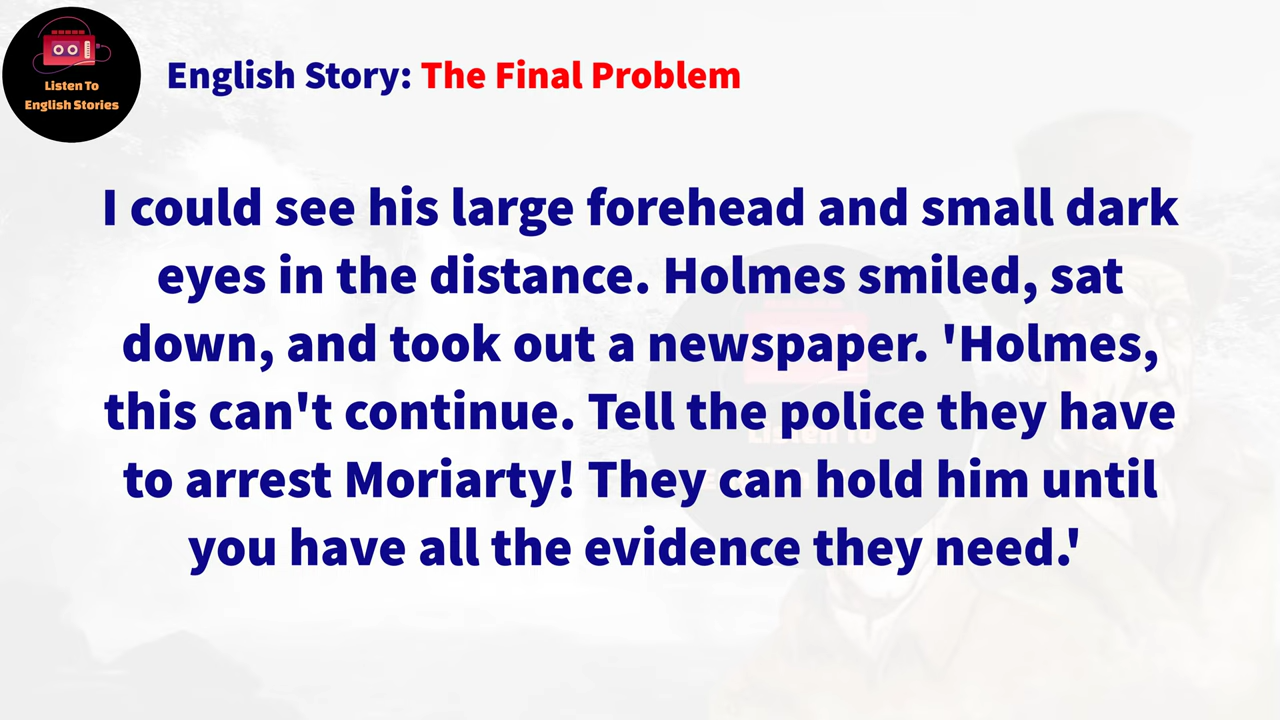 Listen To
English Stories
English Story: The Final Problem
I could see his large forehead and small dark
eyes in the distance. Holmes smiled, sat
down, and took out a newspaper. 'Holmes,
this can't continue. Tell the police they have
to arrest Moriarty! They can hold him until
you have all the evidence they need.'